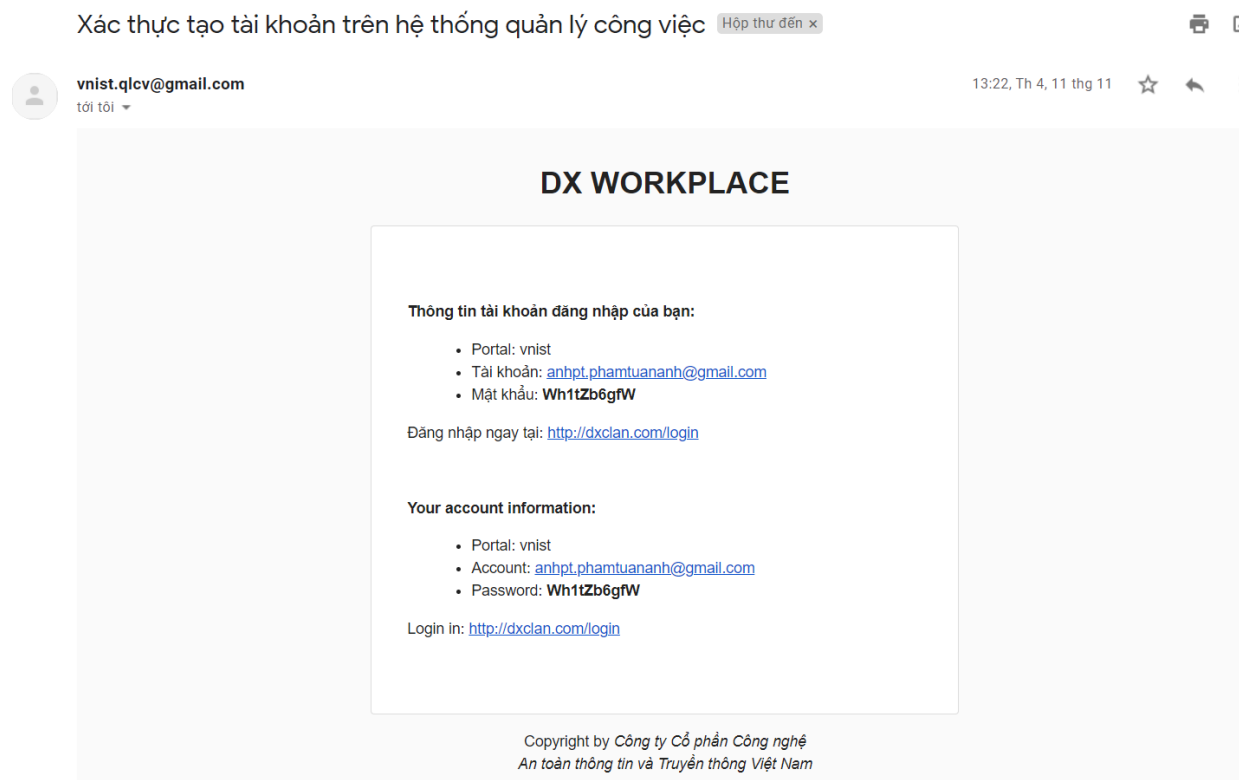 Xác thực tạo tài khoản trên hệ thống quản lý công việc Hộp thư đến ×
vnist.qlcv@gmail.com 13:22, Th 4, 11 thg 11
tới tôi
DX WORKPLACE
Thông tin tài khoản đăng nhập của bạn:
• Portal: vnist
• Tài khoản: anhpt.phamtuananh@gmail.com
• Mật khẩu: Wh1tZb6gfW
Đăng nhập ngay tại: http://dxclan.com/login
Your account information:
• Portal: vnist
• Account: anhpt.phamtuananh@gmail.com
• Password: Wh1tZb6gfW
Login in: http://dxclan.com/login
Copyright by Công ty Cổ phần Công nghệ
An toàn thông tin và Truyền thông Việt Nam